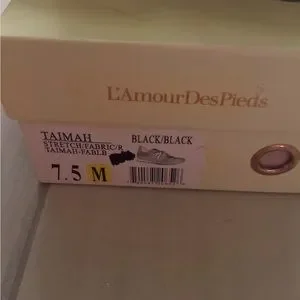 L'AmourDesPieds
TAIMAH BLACK/BLACK
STRETCH/FABRIC/R
TAIMAH-FABLB
7.5 M